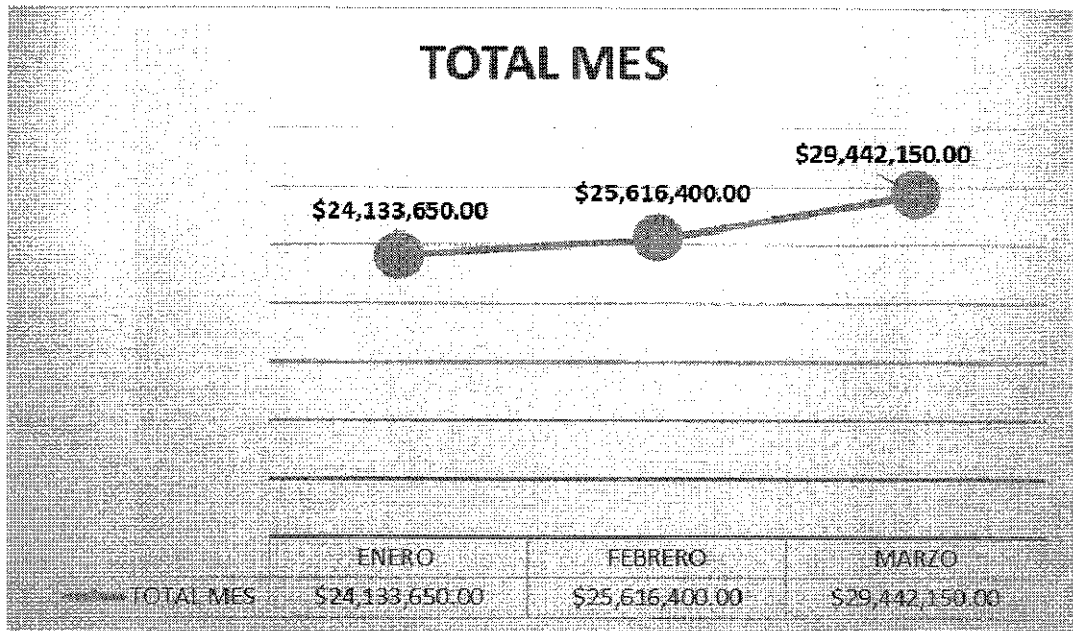 TOTAL MES
$29,442,150.00
$25,616,400.00
$24,133,650.00
ENERO FEBRERO MARZO
TOTAL MES $24,133,650.00 $25,616,400.00 $29,442,150.00